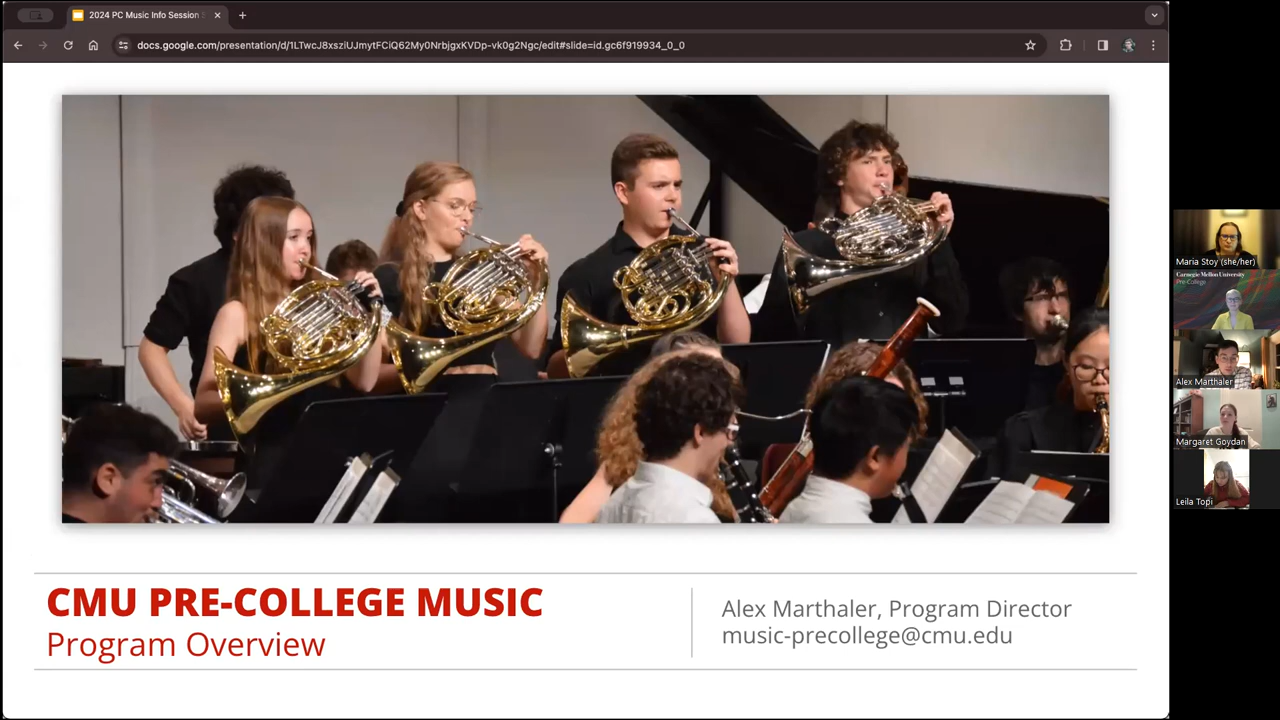 2024 PC Music Info Session
docs.google.com/presentation/d/1LTwcJ8xsziUJmytFCiQ62My0NrbjgxKVDp-vk0g2Ngc/edit#slide=id.gc6f919934_0_0
CMU PRE-COLLEGE MUSIC
Program Overview
Alex Marthaler, Program Director
music-precollege@cmu.edu
Maria Stoy (she/her)
Carnegie Mellon University
Pre-College
Alex Marthaler
Margaret Goydan
Leila Topi